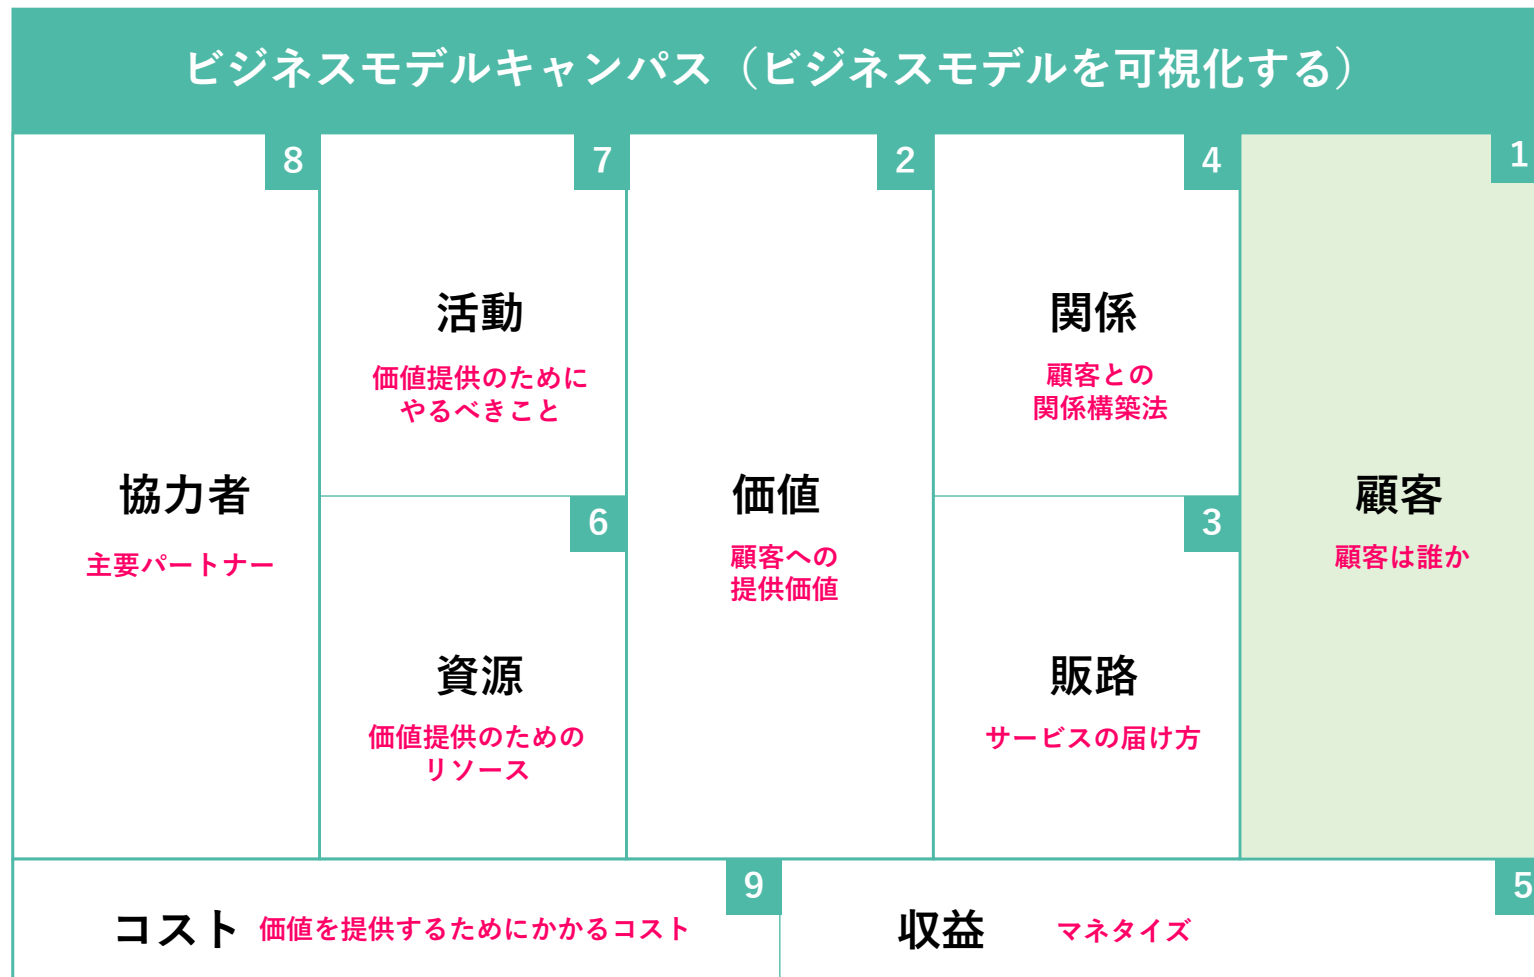 ビジネスモデルキャンパス（ビジネスモデルを可視化する）
8
協力者
主要パートナー
7
活動
価値提供のために
やるべきこと
6
資源
価値提供のための
リソース
2
価値
顧客への
提供価値
4
関係
顧客との
関係構築法
3
販路
サービスの届け方
1
顧客
顧客は誰か
9
コスト 価値を提供するためにかかるコスト
5
収益 マネタイズ